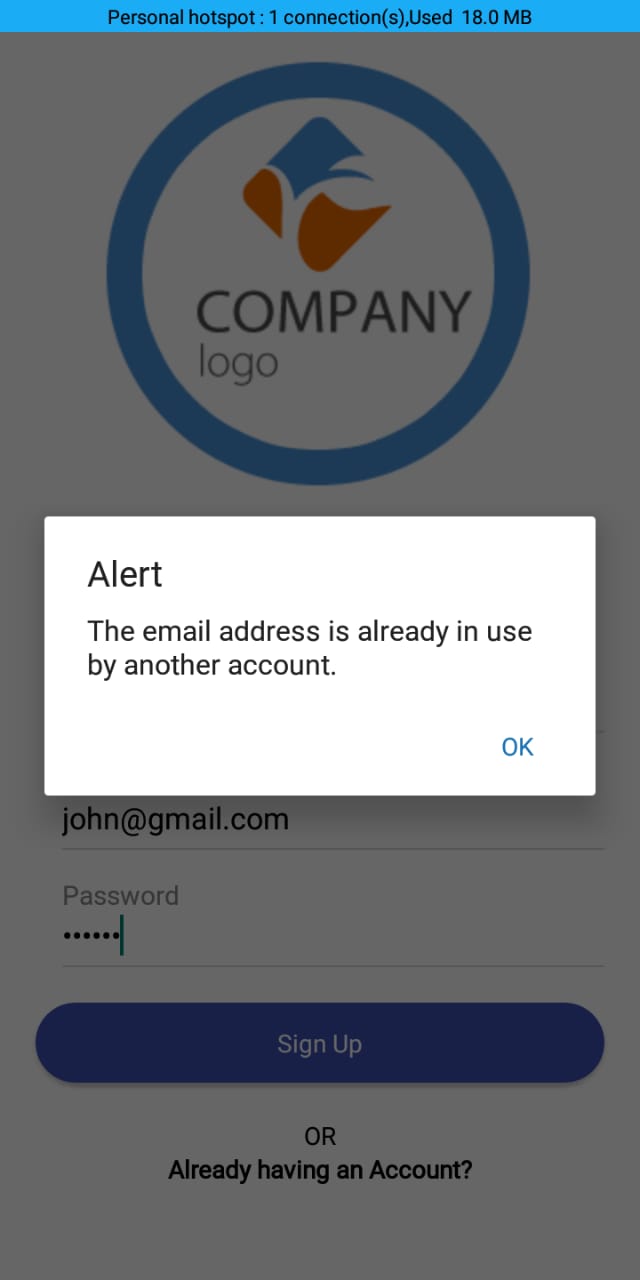 Personal hotspot : 1 connection(s),Used 18.0 MB
COMPANY
logo
Alert
The email address is already in use
by another account.
OK
john@gmail.com
Password
Sign Up
OR
Already having an Account?